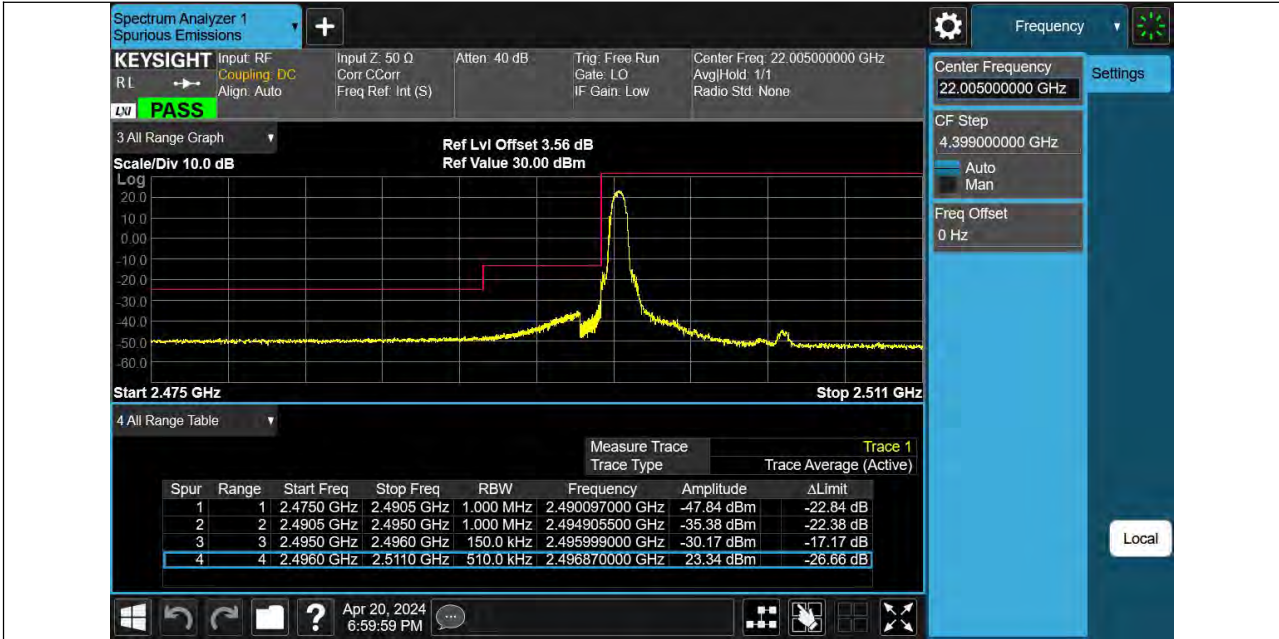 Spectrum Analyzer 1
Spurious Emissions
+
Frequency
KEYSIGHT
RL
LXI
PASS
Input: RF
Coupling: DC
Align: Auto
Input Z: 50 Ω
Corr CCorr
Freq Ref: Int (S)
Atten: 40 dB
Trig: Free Run
Gate: LO
IF Gain: Low
Center Freq: 22.005000000 GHz
Avg|Hold: 1/1
Radio Std: None
Center Frequency
22.005000000 GHz
Settings
CF Step
4.399000000 GHz
Auto
Man
Freq Offset
0 Hz
Local
3 All Range Graph
Ref Lvl Offset 3.56 dB
Scale/Div 10.0 dB
Ref Value 30.00 dBm
Log
20.0
10.0
0.00
-10.0
-20.0
-30.0
-40.0
-50.0
-60.0
Start 2.475 GHz
Stop 2.511 GHz
4 All Range Table
Measure Trace Trace 1
Trace Type Trace Average (Active)
Spur Range Start Freq Stop Freq RBW Frequency Amplitude ΔLimit
1 1 2.4750 GHz 2.4905 GHz 1.000 MHz 2.490097000 GHz -47.84 dBm -22.84 dB
2 2 2.4905 GHz 2.4950 GHz 1.000 MHz 2.494905500 GHz -35.38 dBm -22.38 dB
3 3 2.4950 GHz 2.4960 GHz 150.0 kHz 2.495999000 GHz -30.17 dBm -17.17 dB
4 4 2.4960 GHz 2.5110 GHz 510.0 kHz 2.496870000 GHz 23.34 dBm -26.66 dB
?
Apr 20, 2024
6:59:59 PM